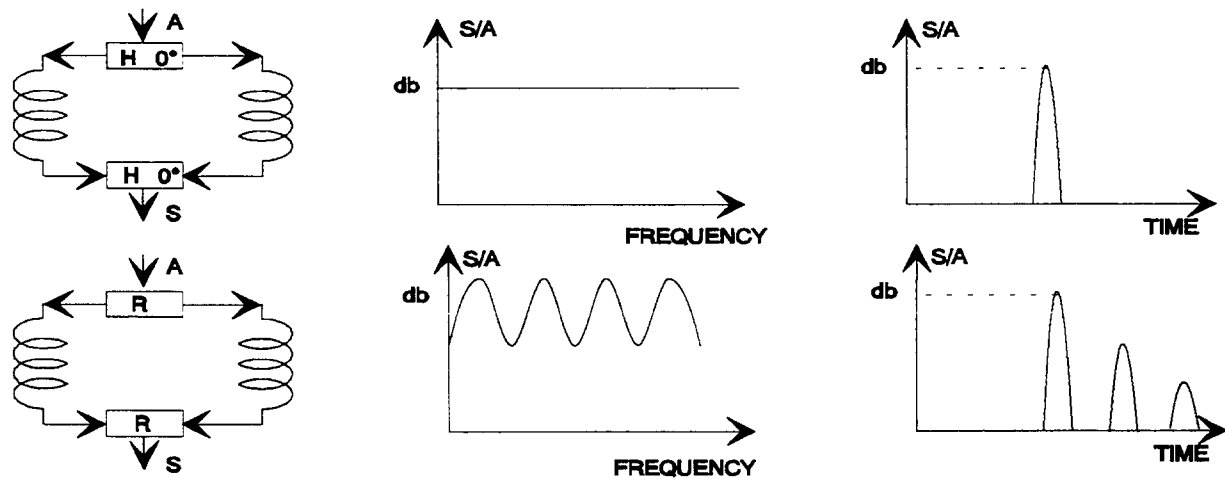 A
H 0°
H 0°
S
S/A
db
FREQUENCY
S/A
db
TIME
A
R
R
S
S/A
db
FREQUENCY
S/A
db
TIME